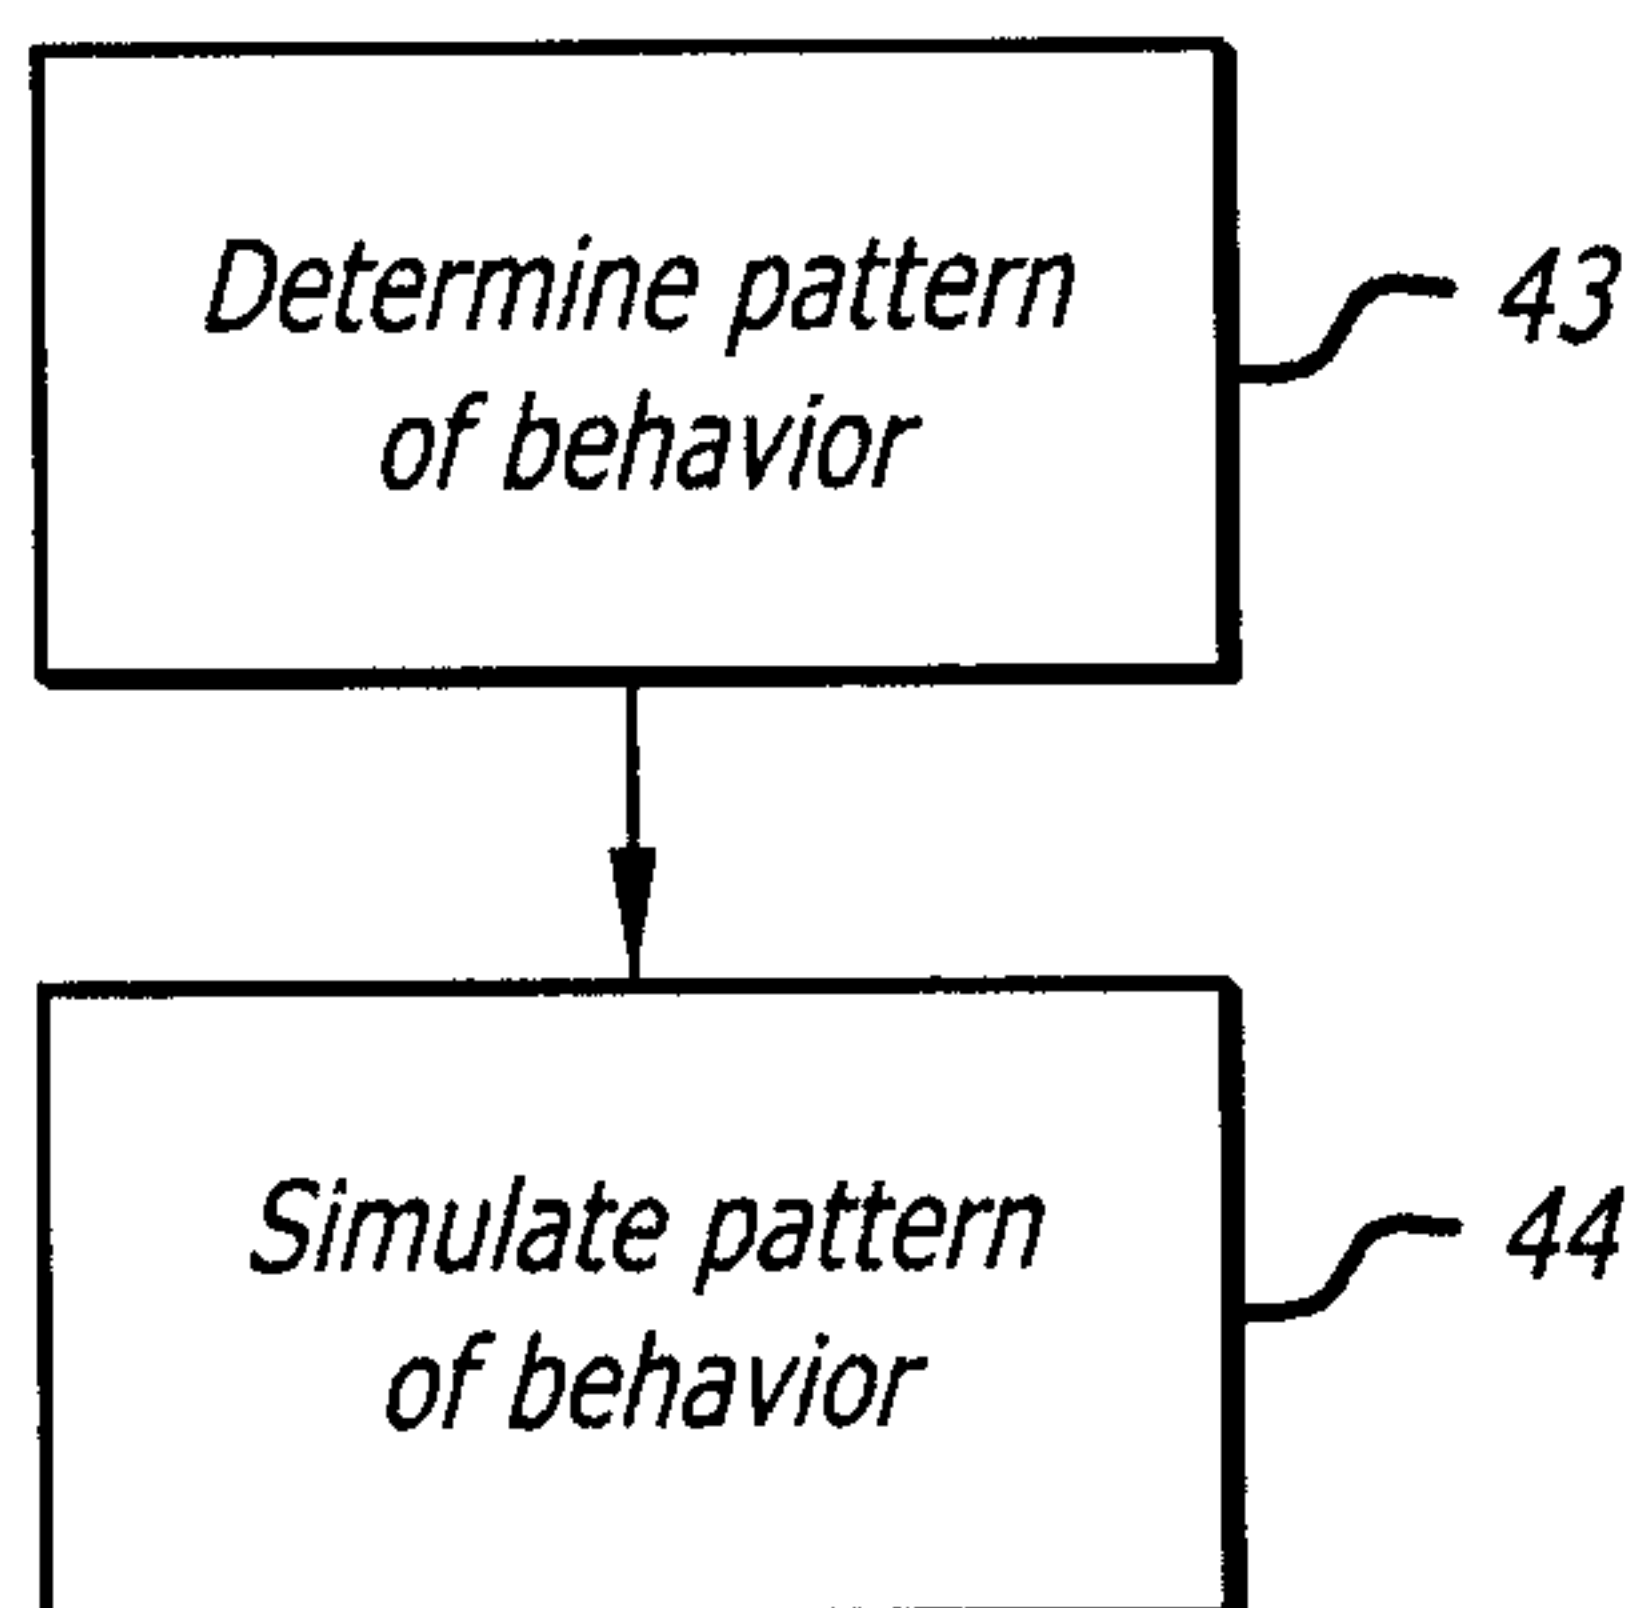 Determine pattern
of behavior
43
Simulate pattern
of behavior
44